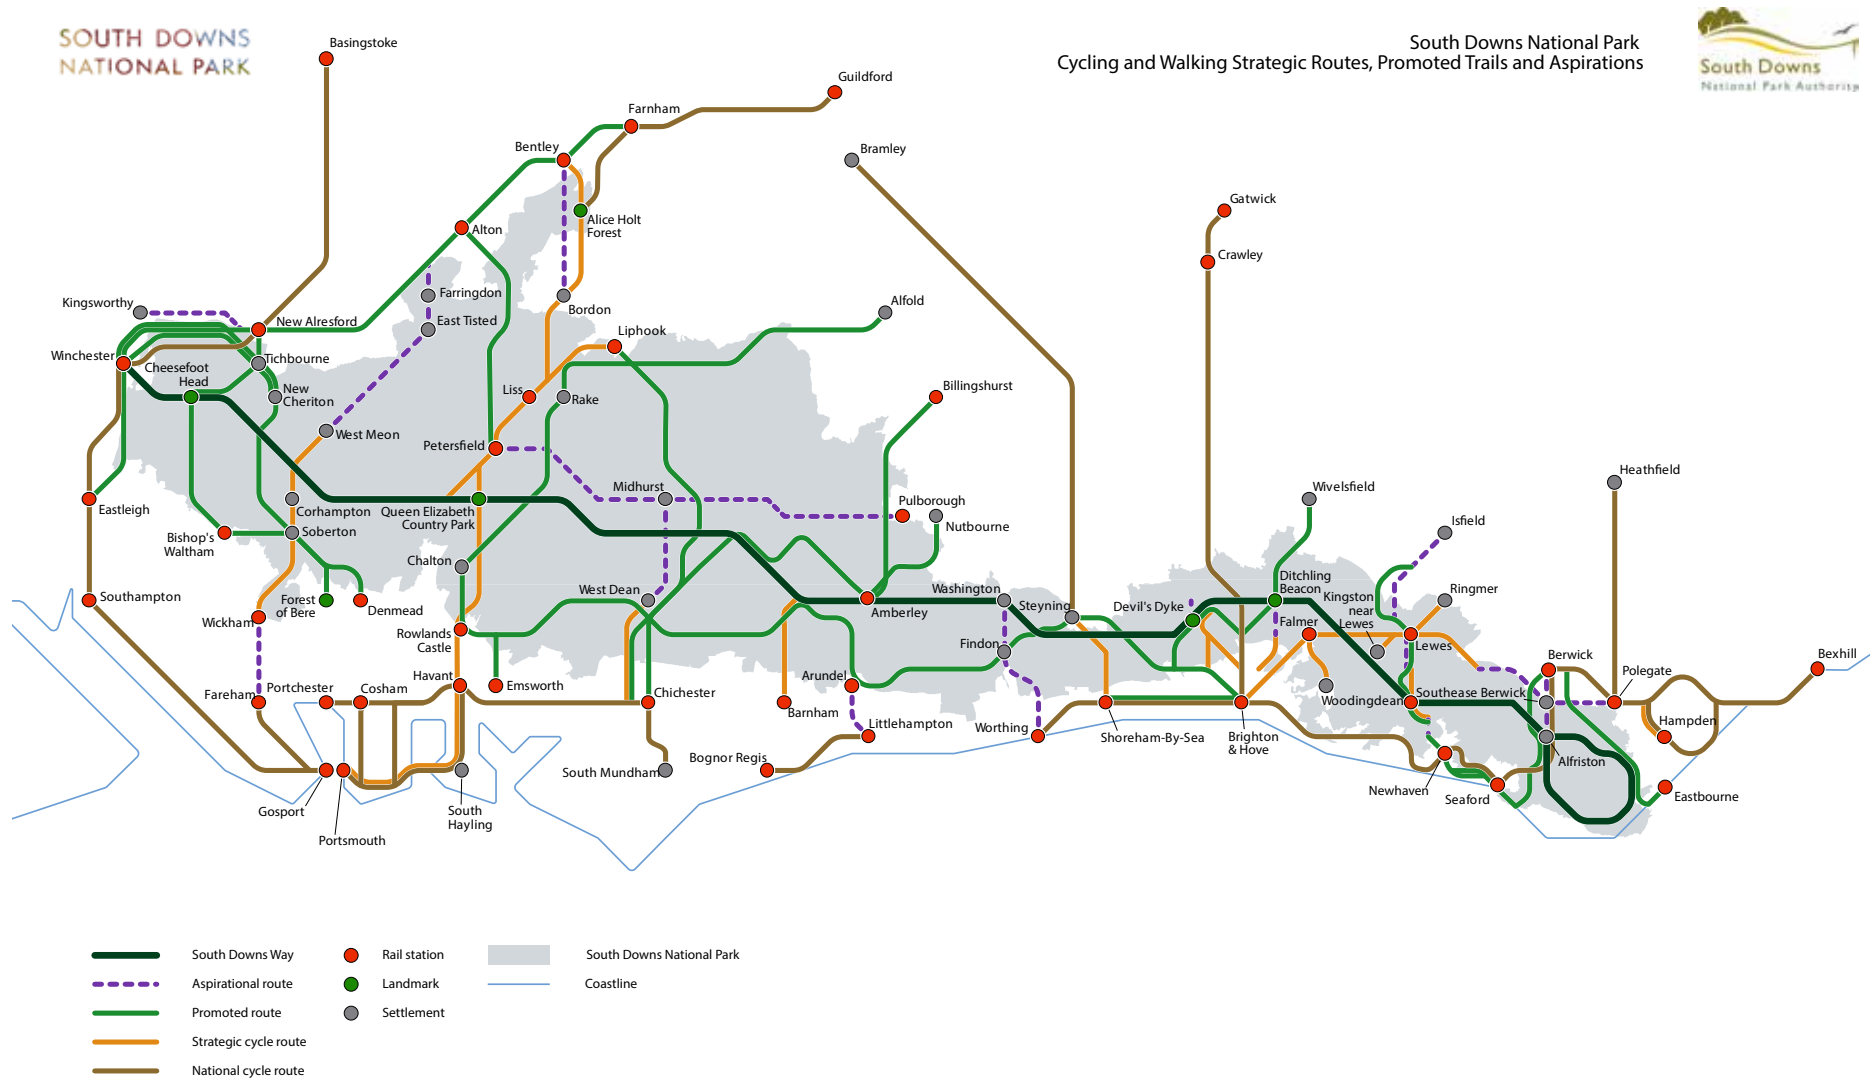 SOUTH DOWNS
NATIONAL PARK
South Downs National Park
Cycling and Walking Strategic Routes, Promoted Trails and Aspirations
South Downs
National Park Authority
Basingstoke
Guildford
Farnham
Bentley
Bramley
Gatwick
Alice Holt
Forest
Alton
Crawley
Farringdon
Kingsworthy
Bordon
Alfold
New Alresford
East Tisted
Liphook
Winchester
Tichbourne
Cheesefoot
Head
New
Cheriton
Liss
Rake
Billingshurst
West Meon
Petersfield
Heathfield
Midhurst
Wivelsfield
Eastleigh
Corhampton
Queen Elizabeth
Country Park
Pulborough
Nutbourne
Isfield
Bishop's
Waltham
Soberton
Chalton
Ditchling
Beacon
West Dean
Washington
Ringmer
Southampton
Forest
of Bere
Denmead
Amberley
Steyning
Devil's Dyke
Kingston
near
Lewes
Wickham
Falmer
Rowlands
Castle
Findon
Lewes
Berwick
Bexhill
Havant
Emsworth
Arundel
Polegate
Fareham
Portchester
Cosham
Chichester
Barnham
Woodingdean
Southease
Berwick
Littlehampton
Worthing
Shoreham-By-Sea
Brighton
& Hove
Hampden
South Mundham
Bognor Regis
Alfriston
Newhaven
Seaford
Eastbourne
Gosport
South
Hayling
Portsmouth
South Downs Way
Rail station
South Downs National Park
Aspirational route
Landmark
Coastline
Promoted route
Settlement
Strategic cycle route
National cycle route